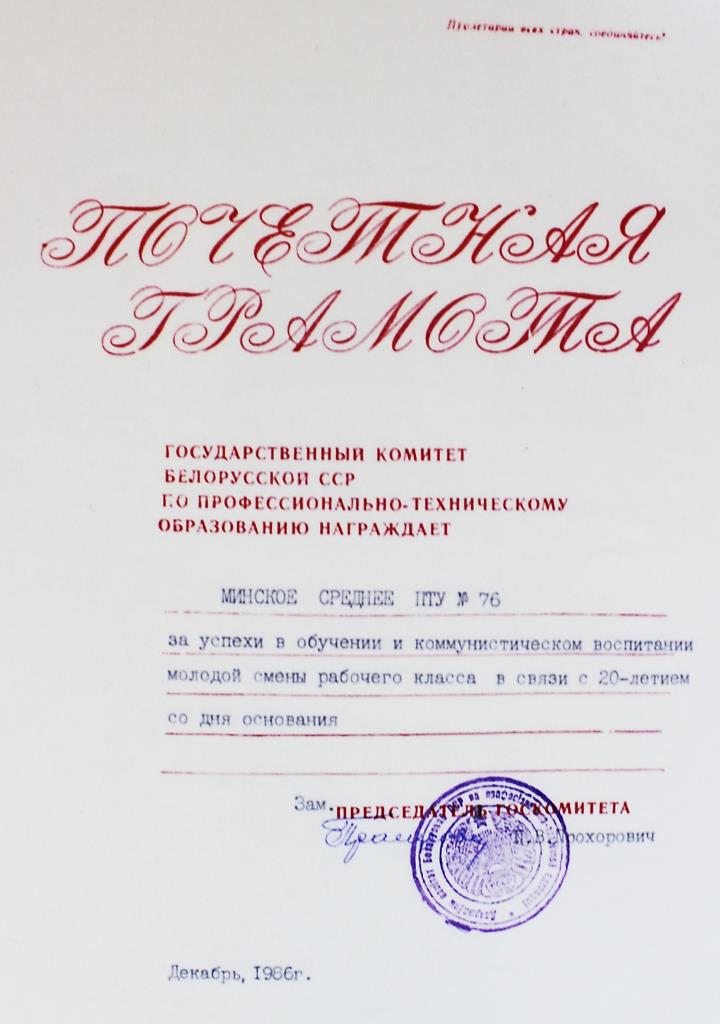 Пролетарии всех стран, соединяйтесь!
ПОЧЕТНАЯ
ГРАМОТА
ГОСУДАРСТВЕННЫЙ КОМИТЕТ
БЕЛОРУССКОЙ ССР
ПО ПРОФЕССИОНАЛЬНО-ТЕХНИЧЕСКОМУ
ОБРАЗОВАНИЮ НАГРАЖДАЕТ
МИНСКОЕ СРЕДНЕЕ ПТУ № 76
за успехи в обучении и коммунистическом воспитании
молодой смены рабочего класса в связи с 20-летием
со дня основания
Зам. ПРЕДСЕДАТЕЛЬ ГОСКОМИТЕТА
В.Прохорович
Декабрь, 1986г.